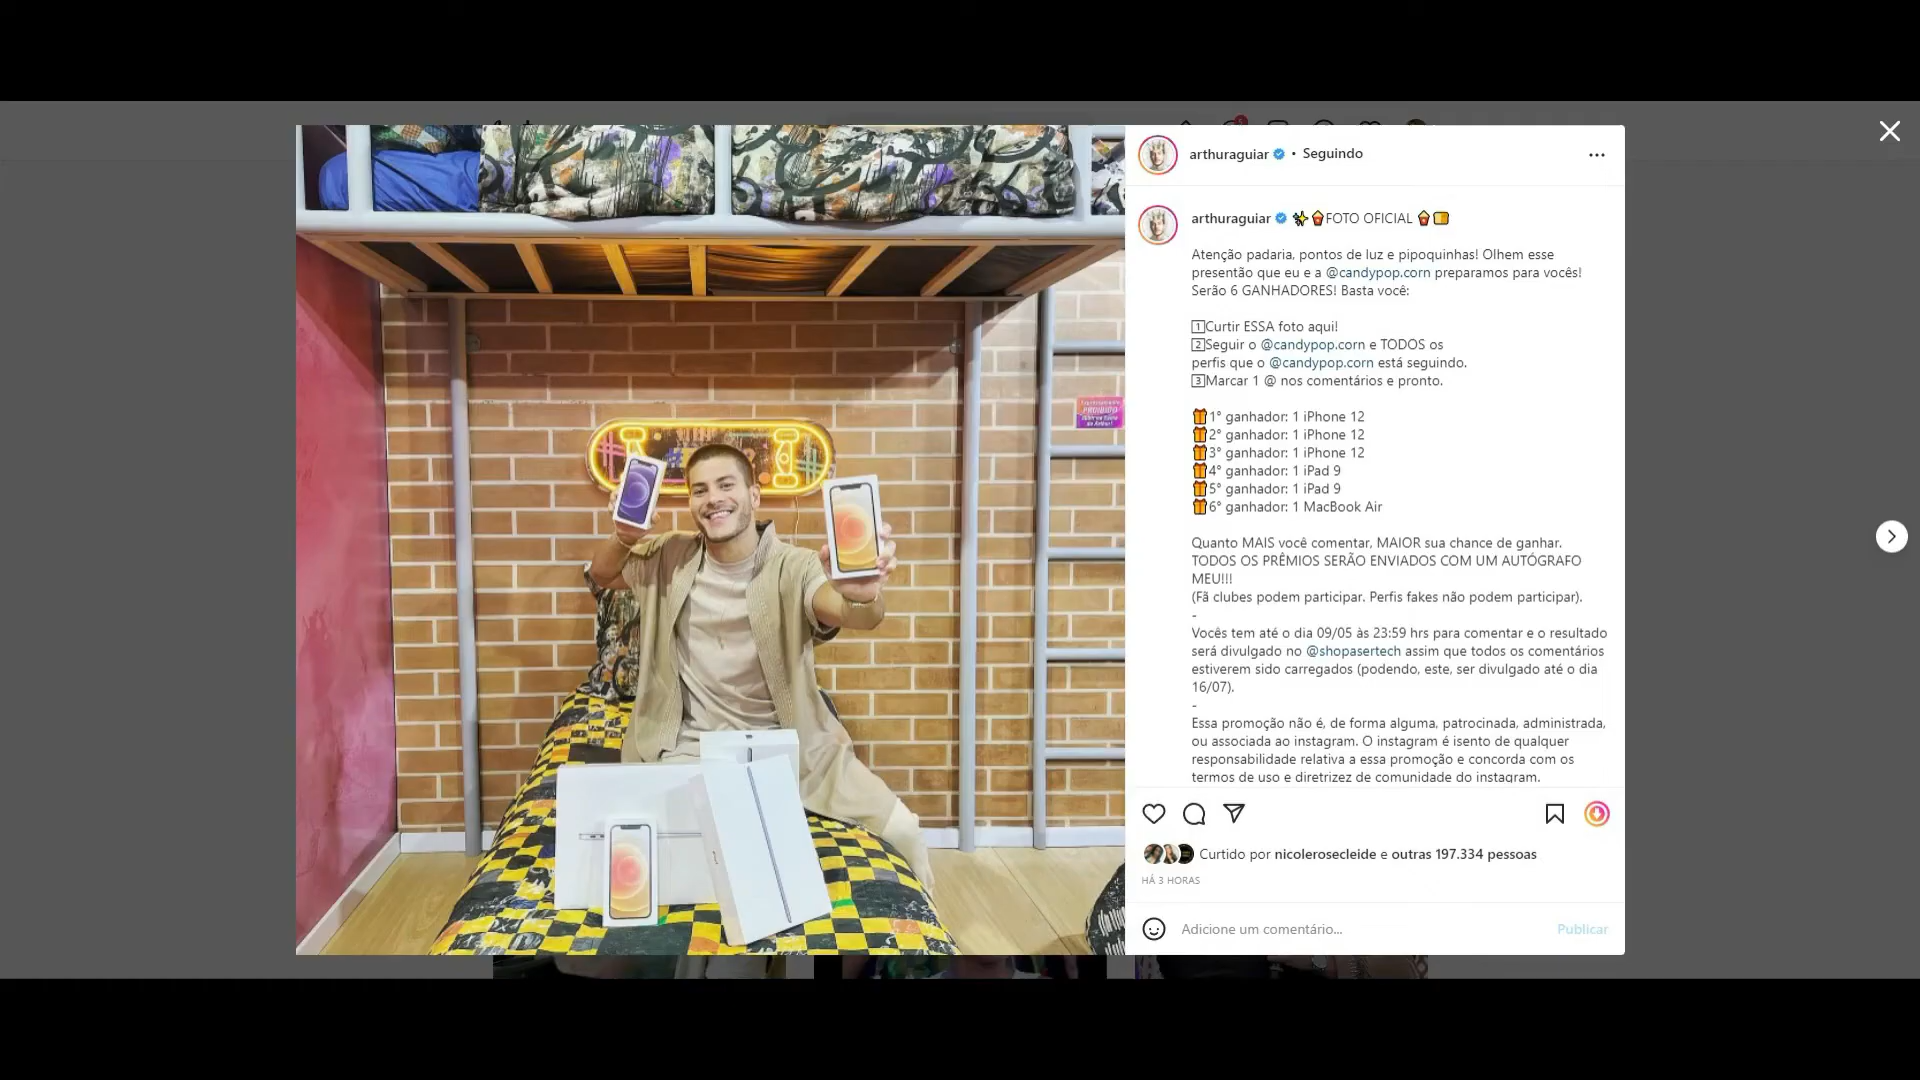 arthuraguiar • Seguindo
arthuraguiar ✨🍿FOTO OFICIAL 🍿🍞
Atenção padaria, pontos de luz e pipoquinhas! Olhem esse
presentão que eu e a @candypop.corn preparamos para vocês!
Serão 6 GANHADORES! Basta você:
1️⃣Curtir ESSA foto aqui!
2️⃣Seguir o @candypop.corn e TODOS os
perfis que o @candypop.corn está seguindo.
3️⃣Marcar 1 @ nos comentários e pronto.
🎁1° ganhador: 1 iPhone 12
🎁2° ganhador: 1 iPhone 12
🎁3° ganhador: 1 iPhone 12
🎁4° ganhador: 1 iPad 9
🎁5° ganhador: 1 iPad 9
🎁6° ganhador: 1 MacBook Air
Quanto MAIS você comentar, MAIOR sua chance de ganhar.
TODOS OS PRÊMIOS SERÃO ENVIADOS COM UM AUTÓGRAFO
MEU!!!
(Fã clubes podem participar. Perfis fakes não podem participar).
-
Vocês tem até o dia 09/05 às 23:59 hrs para comentar e o resultado
será divulgado no @shopasertech assim que todos os comentários
estiverem sido carregados (podendo, este, ser divulgado até o dia
16/07).
-
Essa promoção não é, de forma alguma, patrocinada, administrada,
ou associada ao instagram. O instagram é isento de qualquer
responsabilidade relativa a essa promoção e concorda com os
termos de uso e diretrizez de comunidade do instagram.
Curtido por nicolerosecleide e outras 197.334 pessoas
HÁ 3 HORAS
Adicione um comentário...
Publicar
PROIBIDO